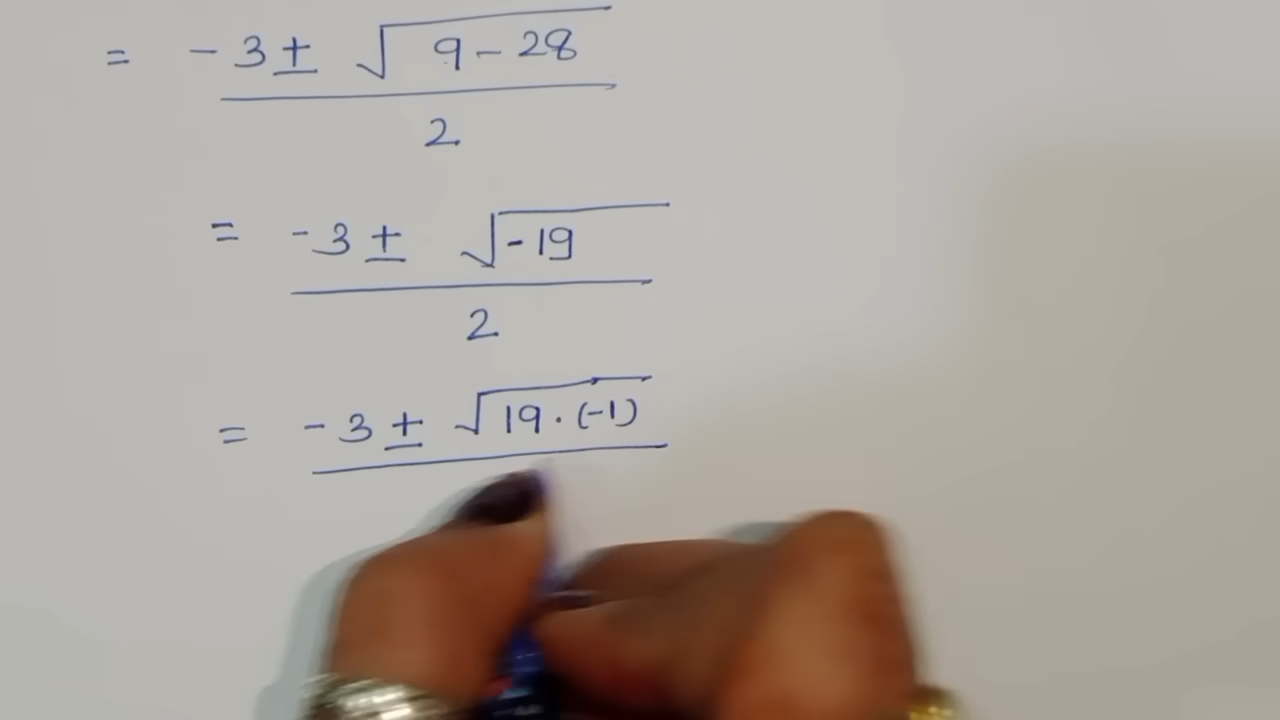 = -3 ± √9-28
2
= -3 ± √-19
2
= -3 ± √19·(-1)